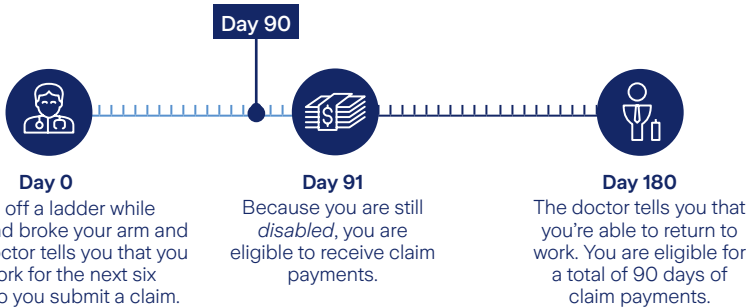 Day 90
$
Day 0
off a ladder while
broke your arm and
tells you that you
for the next six
you submit a claim.
Day 91
Because you are still
disabled, you are
eligible to receive claim
payments.
Day 180
The doctor tells you that
you're able to return to
work. You are eligible for
a total of 90 days of
claim payments.